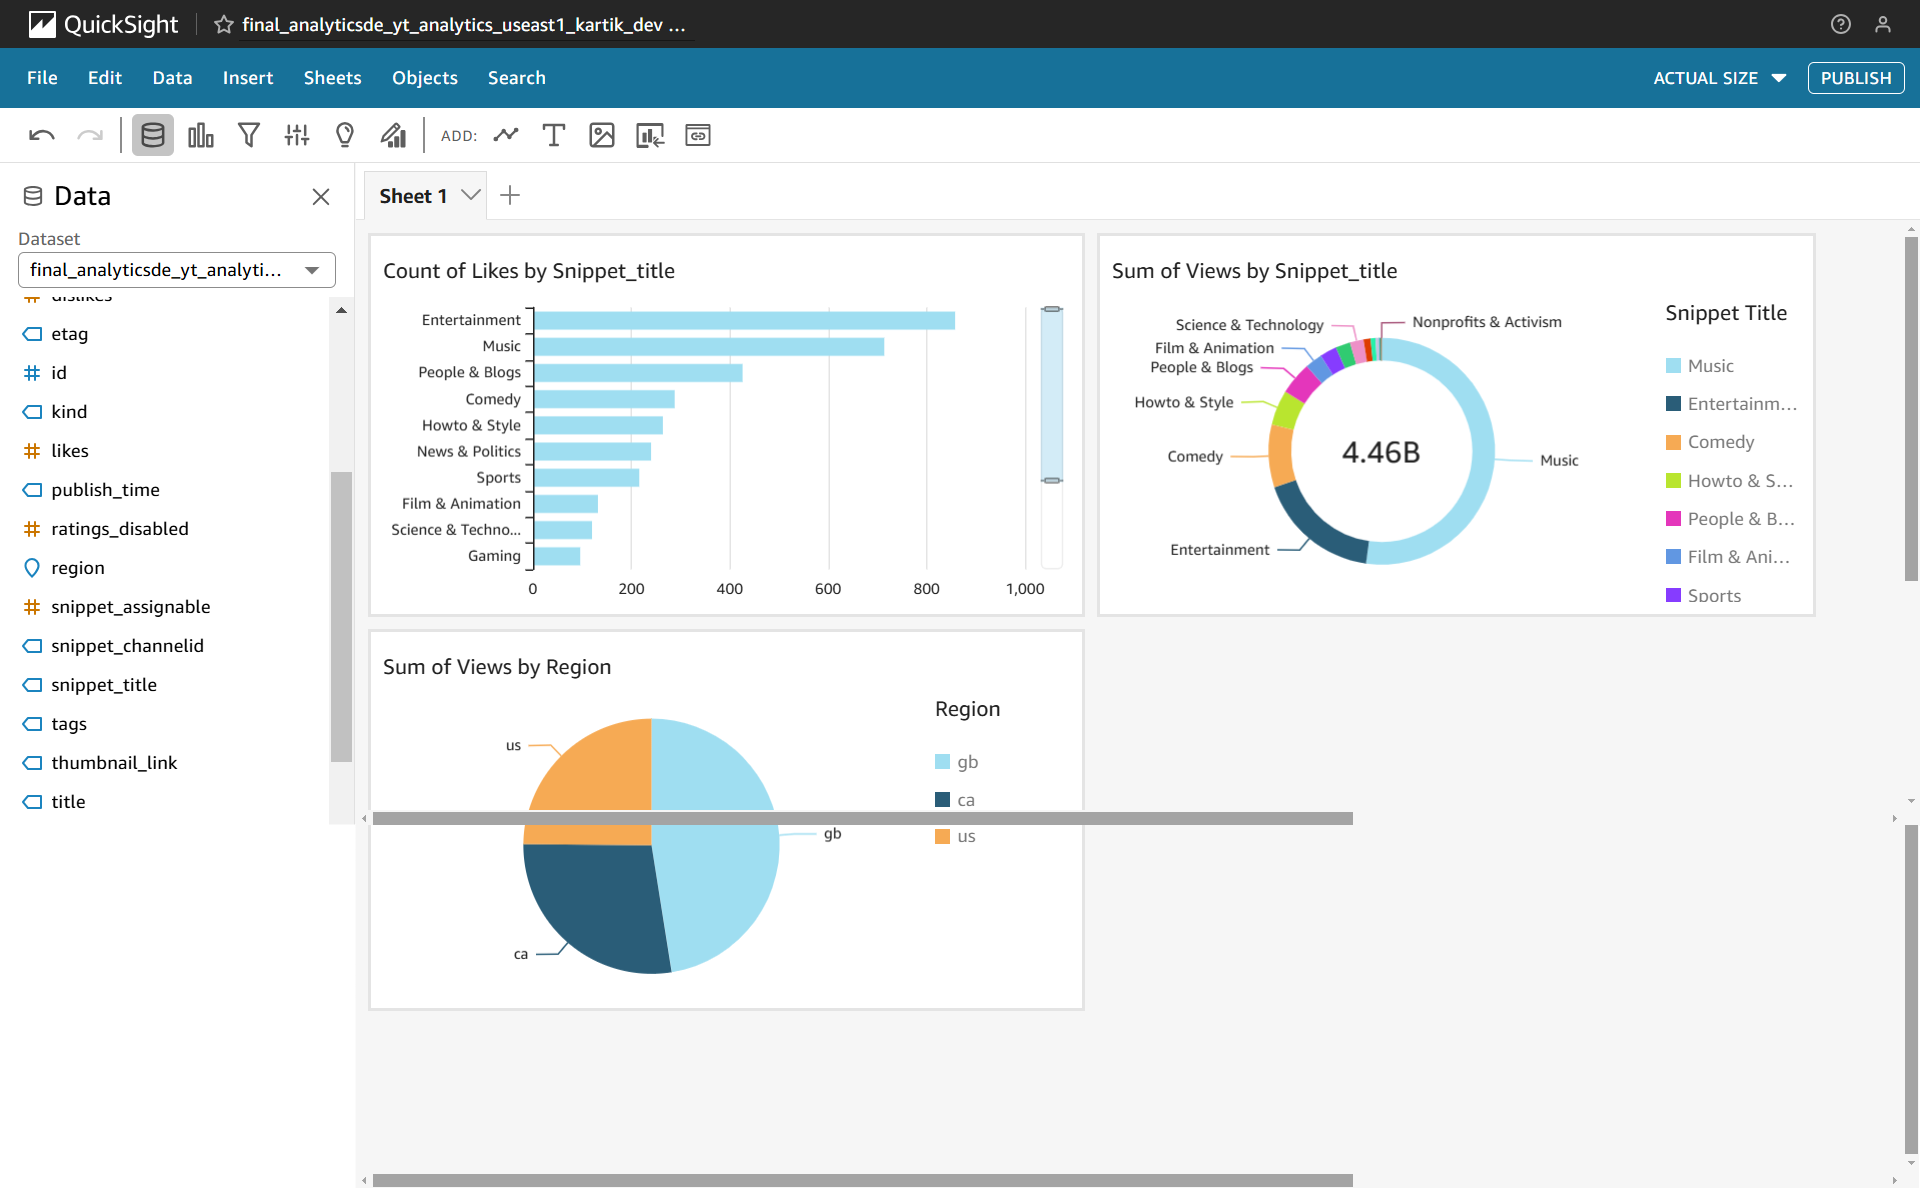 QuickSight
final_analyticsde_yt_analytics_useast1_kartik_dev ...
File Edit Data Insert Sheets Objects Search
ACTUAL SIZE
PUBLISH
ADD:
Data
Dataset
final_analyticsde_yt_analyti...
dislikes
etag
id
kind
likes
publish_time
ratings_disabled
region
snippet_assignable
snippet_channelid
snippet_title
tags
thumbnail_link
title
Sheet 1
Count of Likes by Snippet_title
Entertainment
Music
People & Blogs
Comedy
Howto & Style
News & Politics
Sports
Film & Animation
Science & Techno...
Gaming
0 200 400 600 800 1,000
Sum of Views by Snippet_title
Science & Technology
Nonprofits & Activism
Film & Animation
People & Blogs
Howto & Style
Comedy
4.46B
Music
Entertainment
Snippet Title
Music
Entertainm...
Comedy
Howto & S...
People & B...
Film & Ani...
Sports
Sum of Views by Region
us
gb
ca
Region
gb
ca
us